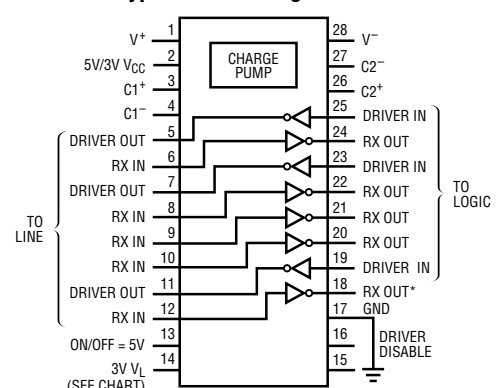 1 V+
2 5V/3V VCC
3 C1+
4 C1–
5 DRIVER OUT
6 RX IN
7 DRIVER OUT
8 RX IN
9 RX IN
10 RX IN
11 DRIVER OUT
12 RX IN
13 ON/OFF = 5V
14 3V VL
(SEE CHART)
TO
LINE
CHARGE
PUMP
28 V–
27 C2–
26 C2+
25 DRIVER IN
24 RX OUT
23 DRIVER IN
22 RX OUT
21 RX OUT
20 RX OUT
19 DRIVER IN
18 RX OUT*
17 GND
16
15
DRIVER
DISABLE
TO
LOGIC